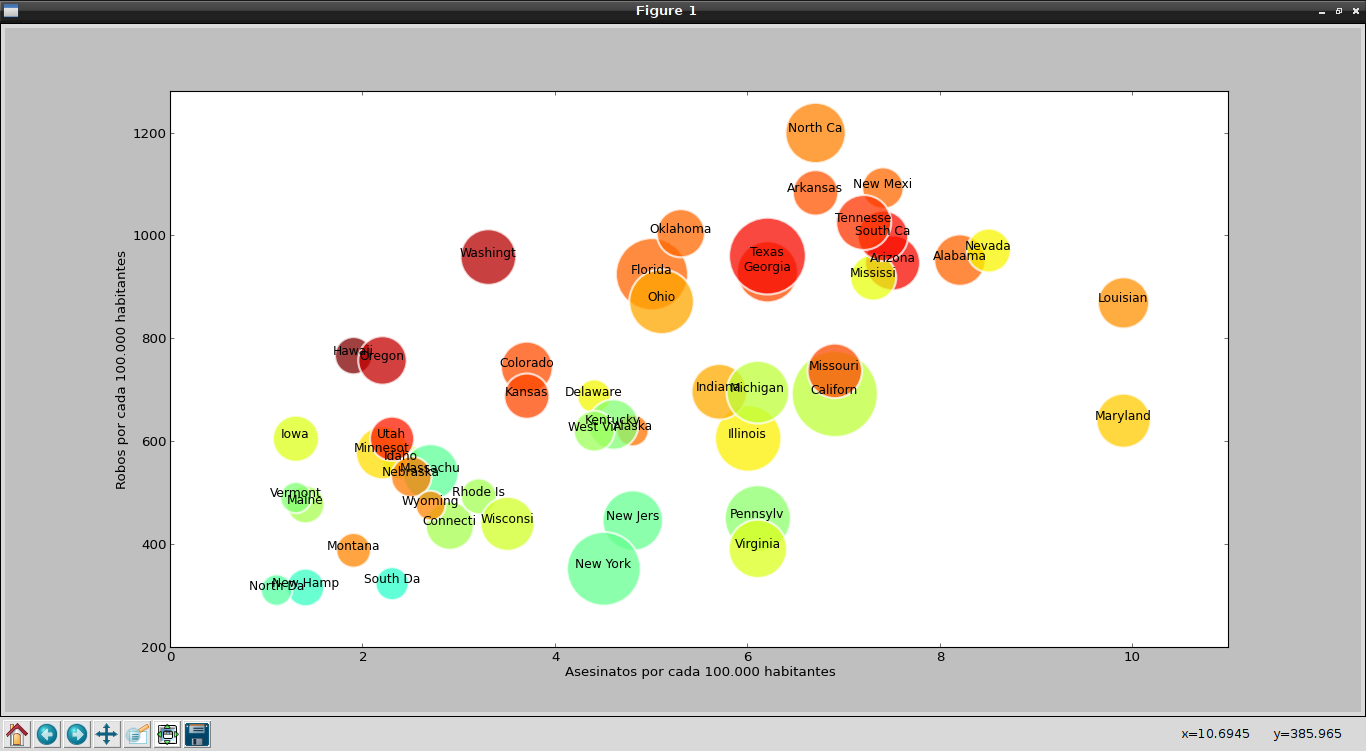 Figure 1
1200
1000
800
600
400
200
Robos por cada 100.000 habitantes
North Ca
Arkansas
New Mexi
Tennesse
Oklahoma
South Ca
Nevada
Washingt
Texas
Alabama
Arizona
Georgia
Florida
Mississi
Ohio
Louisian
Hawaii
Oregon
Colorado
Missouri
Kansas
Delaware
Indiana
Michigan
Californ
Maryland
Kentucky
West Vir
Alaska
Iowa
Utah
Illinois
Minnesot
Idaho
Massachu
Nebraska
Vermont
Rhode Is
Maine
Wyoming
Connecti
Wisconsi
New Jers
Pennsylv
Montana
Virginia
New York
South Da
New Hamp
North Da
0
2
4
6
8
10
Asesinatos por cada 100.000 habitantes
x=10.6945 y=385.965